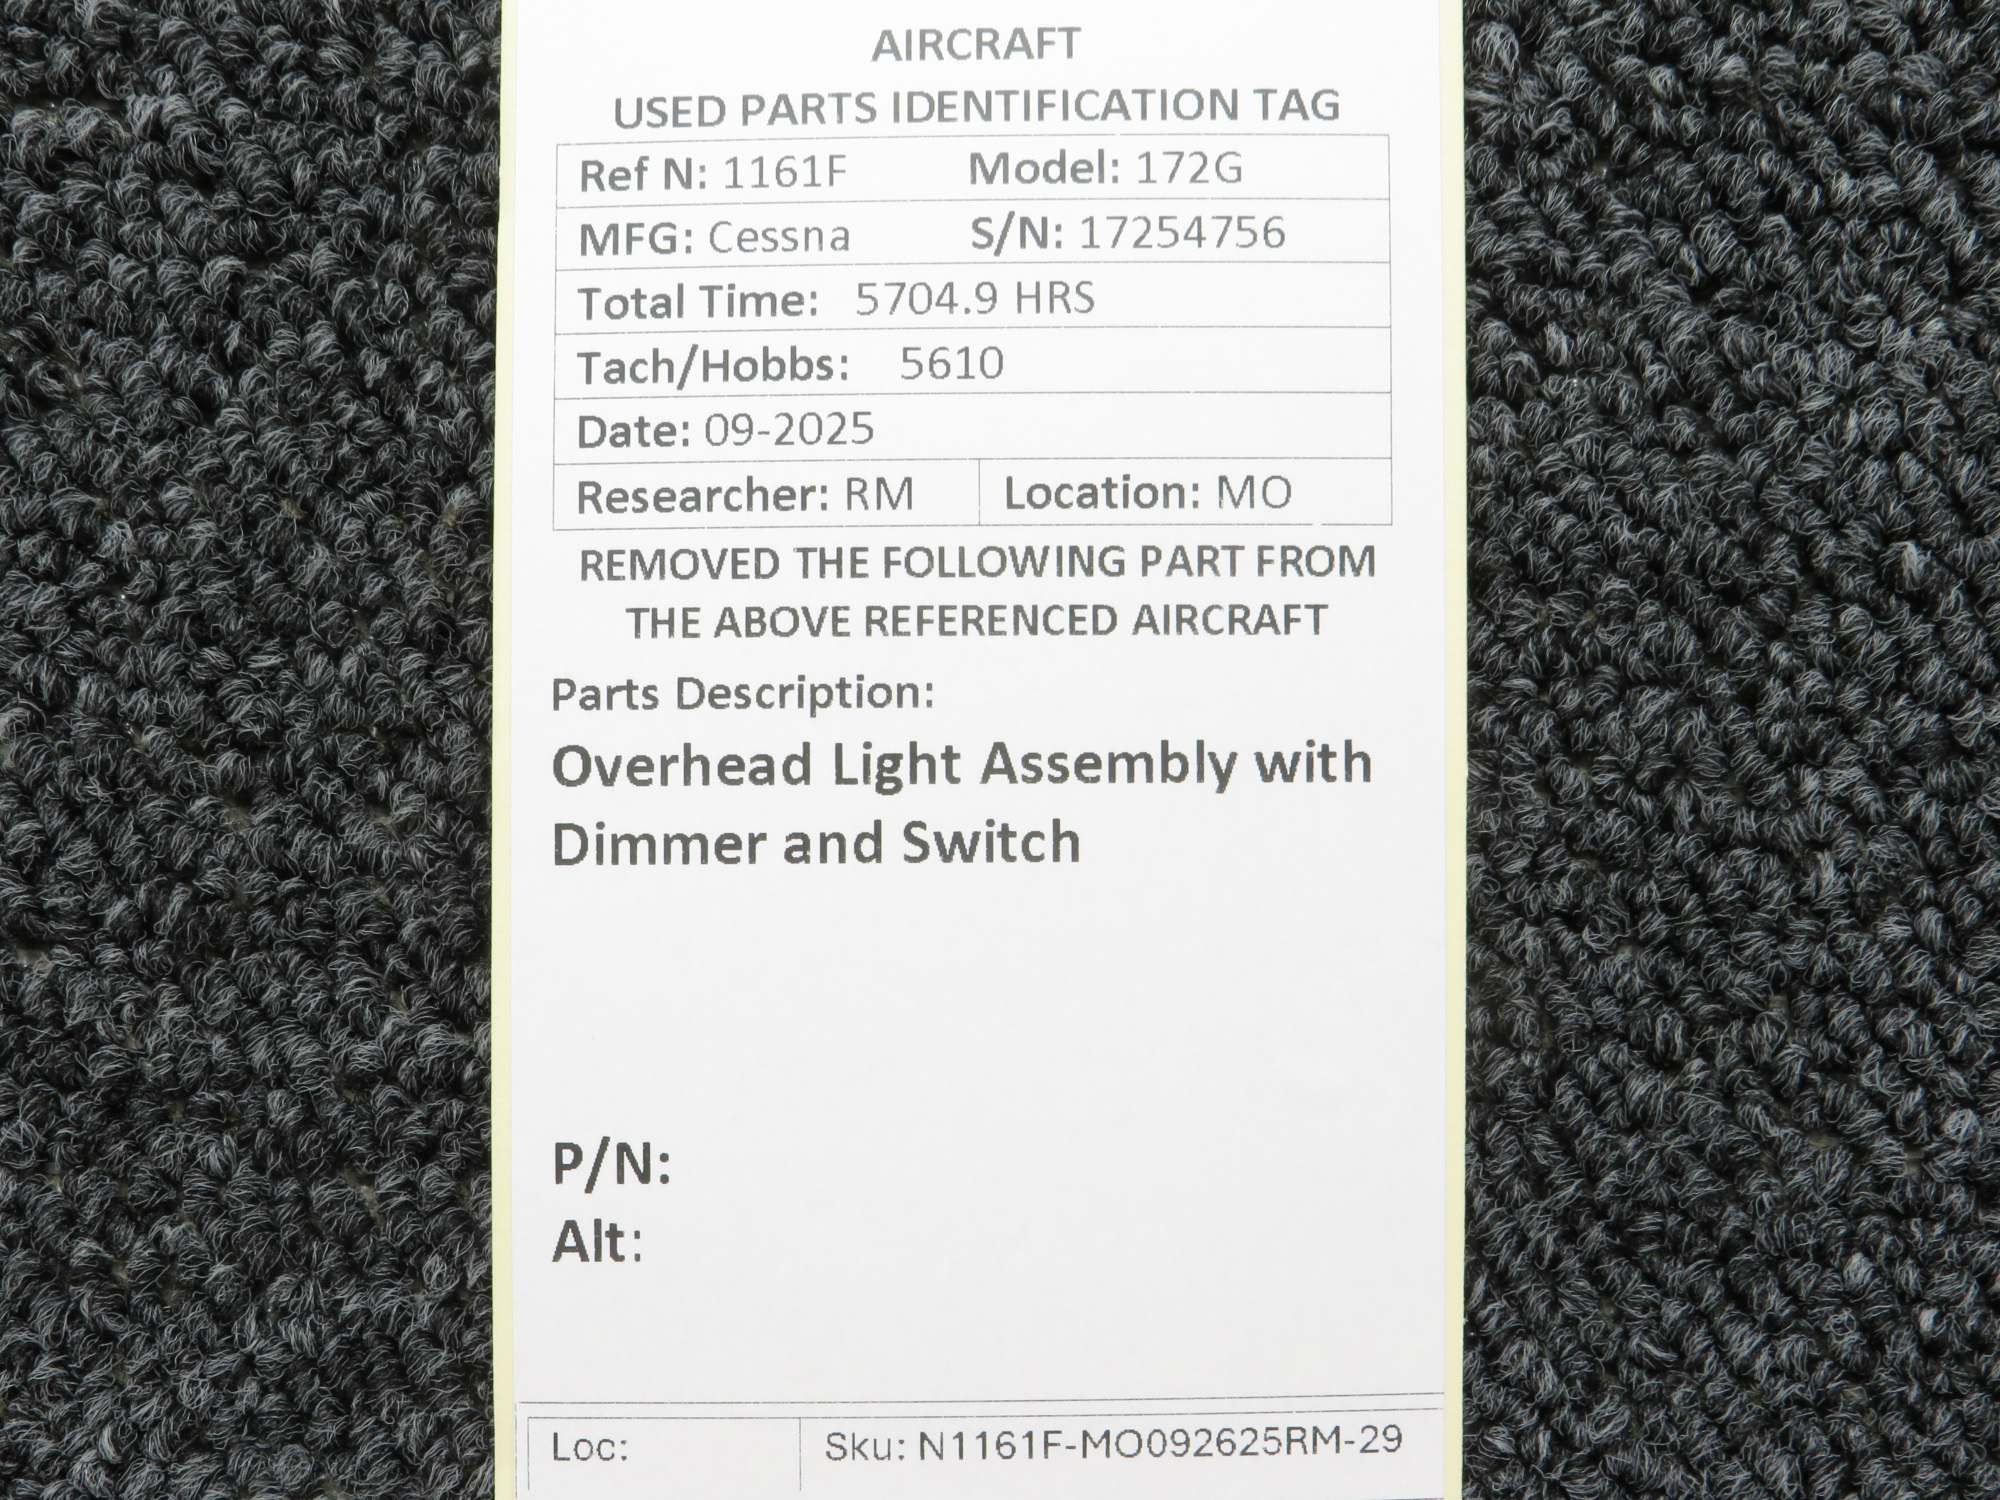 AIRCRAFT
USED PARTS IDENTIFICATION TAG
Ref N: 1161F Model: 172G
MFG: Cessna S/N: 17254756
Total Time: 5704.9 HRS
Tach/Hobbs: 5610
Date: 09-2025
Researcher: RM Location: MO
REMOVED THE FOLLOWING PART FROM
THE ABOVE REFERENCED AIRCRAFT
Parts Description:
Overhead Light Assembly with
Dimmer and Switch
P/N:
Alt:
Loc: Sku: N1161F-MO092625RM-29